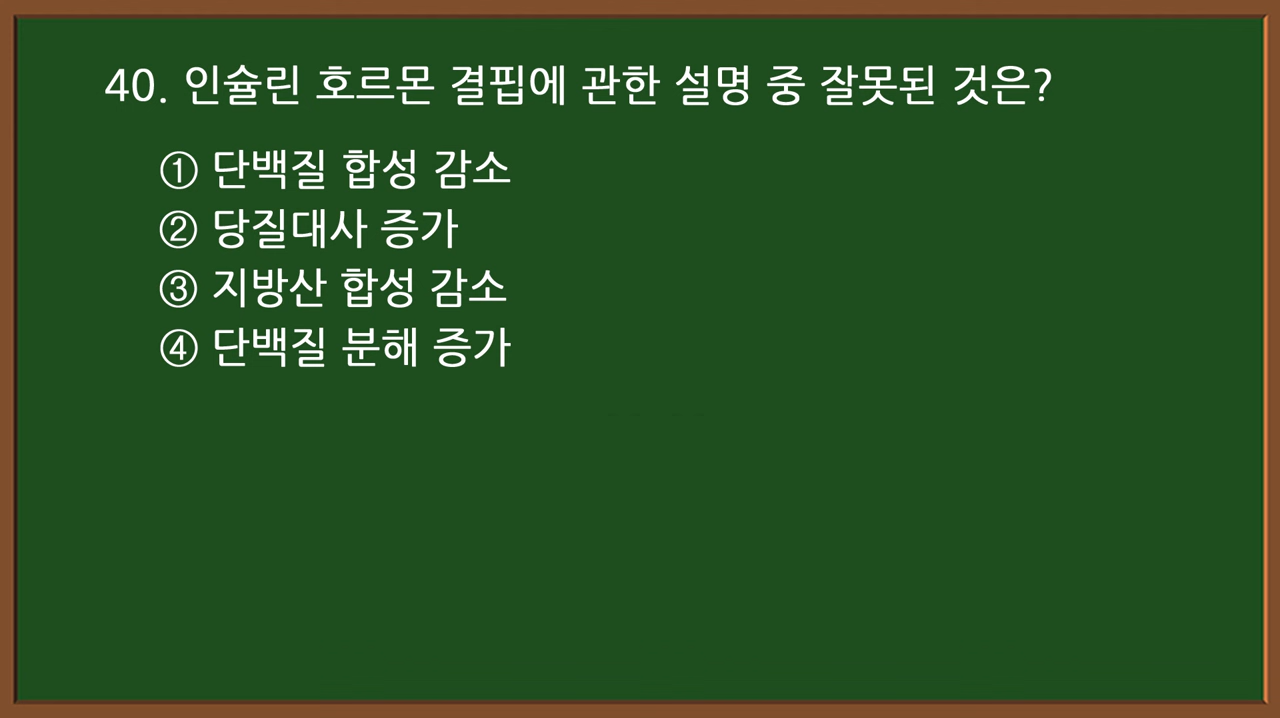 40. 인슐린 호르몬 결핍에 관한 설명 중 잘못된 것은?
① 단백질 합성 감소
② 당질대사 증가
③ 지방산 합성 감소
④ 단백질 분해 증가